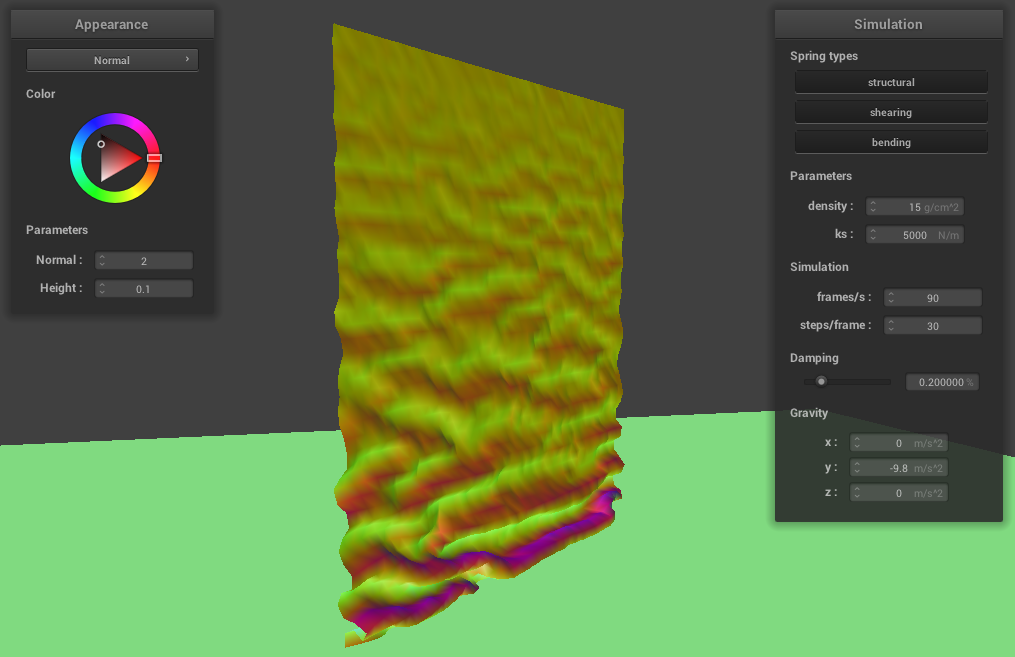 Appearance
Normal ›
Color
Parameters
Normal : 2
Height : 0.1
Simulation
Spring types
structural
shearing
bending
Parameters
density : 15 g/cm^2
ks : 5000 N/m
Simulation
frames/s : 90
steps/frame : 30
Damping
0.200000 %
Gravity
x : 0 m/s^2
y : -9.8 m/s^2
z : 0 m/s^2